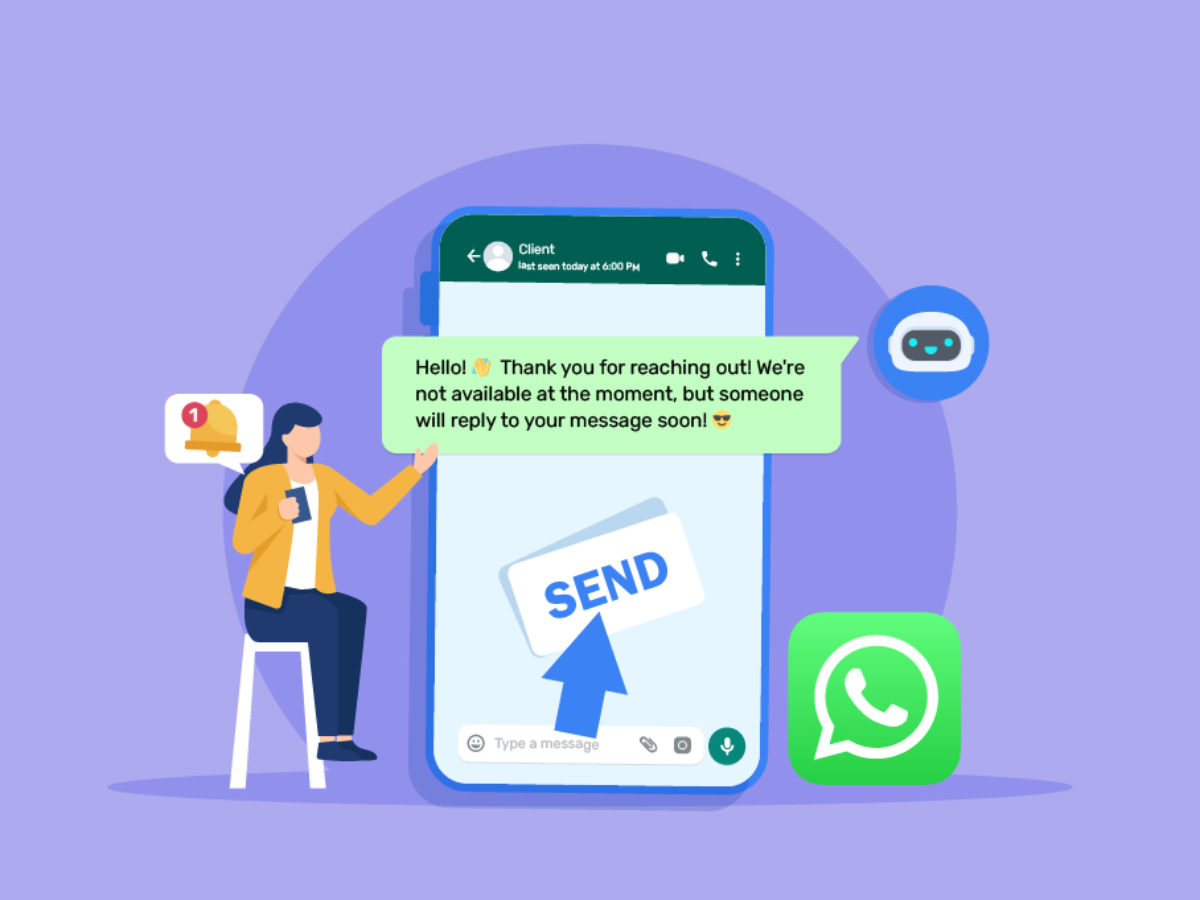 Client
last seen today at 6:00 PM
Hello! 👋 Thank you for reaching out! We're
not available at the moment, but someone
will reply to your message soon! 😎
1
SEND
Type a message